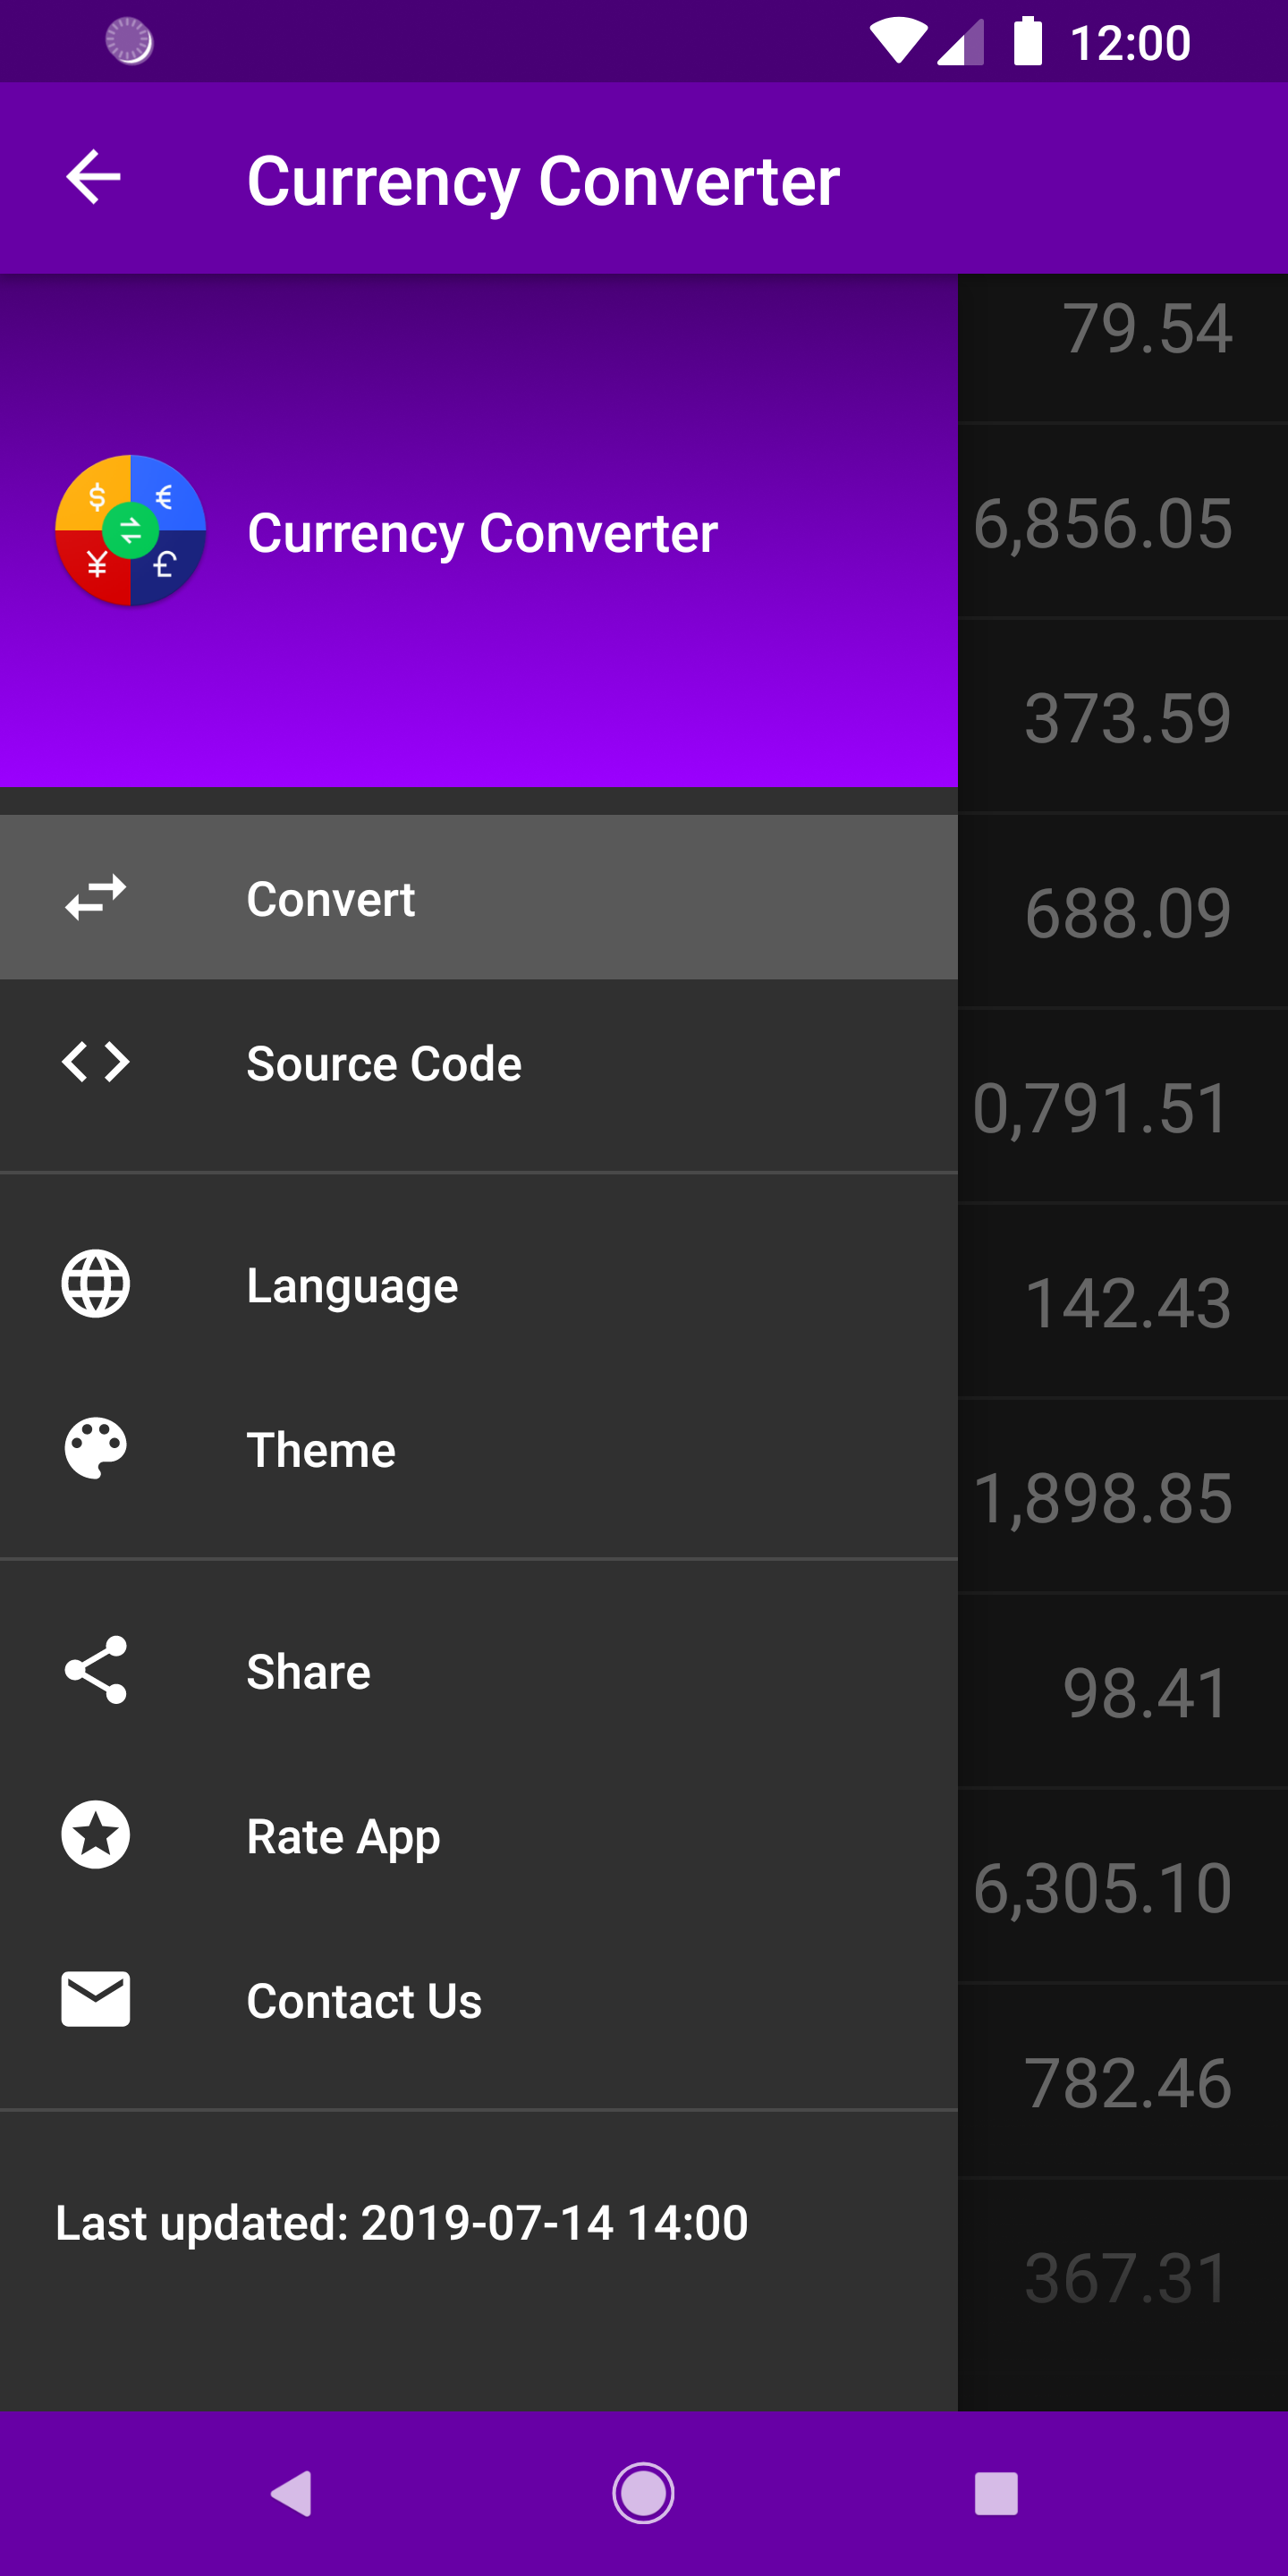 12:00
Currency Converter
79.54
$ €
¥ £
Currency Converter
6,856.05
373.59
Convert
688.09
Source Code
0,791.51
Language
142.43
Theme
1,898.85
Share
98.41
Rate App
6,305.10
Contact Us
782.46
Last updated: 2019-07-14 14:00
367.31